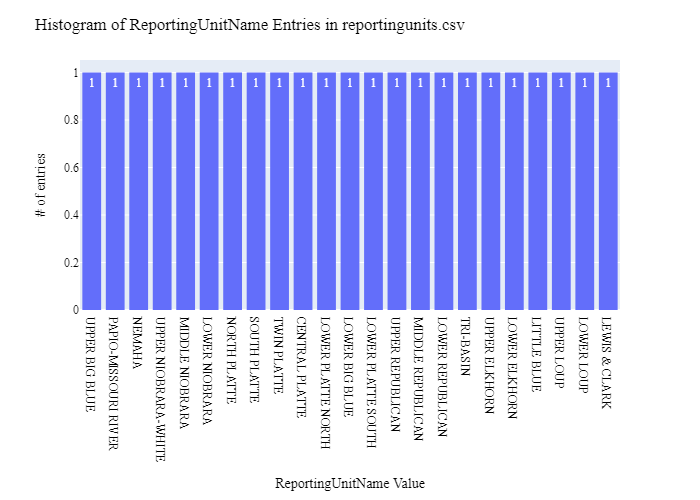 Histogram of ReportingUnitName Entries in reportingunits.csv
# of entries
1
0.8
0.6
0.4
0.2
0
1 1 1 1 1 1 1 1 1 1 1 1 1 1 1 1 1 1 1 1 1 1 1
UPPER BIG BLUE
PAPIO-MISSOURI RIVER
NEMAHA
UPPER NIOBRARA-WHITE
MIDDLE NIOBRARA
LOWER NIOBRARA
NORTH PLATTE
SOUTH PLATTE
TWIN PLATTE
CENTRAL PLATTE
LOWER PLATTE NORTH
LOWER BIG BLUE
LOWER PLATTE SOUTH
UPPER REPUBLICAN
MIDDLE REPUBLICAN
LOWER REPUBLICAN
TRI-BASIN
UPPER ELKHORN
LOWER ELKHORN
LITTLE BLUE
UPPER LOUP
LOWER LOUP
LEWIS & CLARK
ReportingUnitName Value